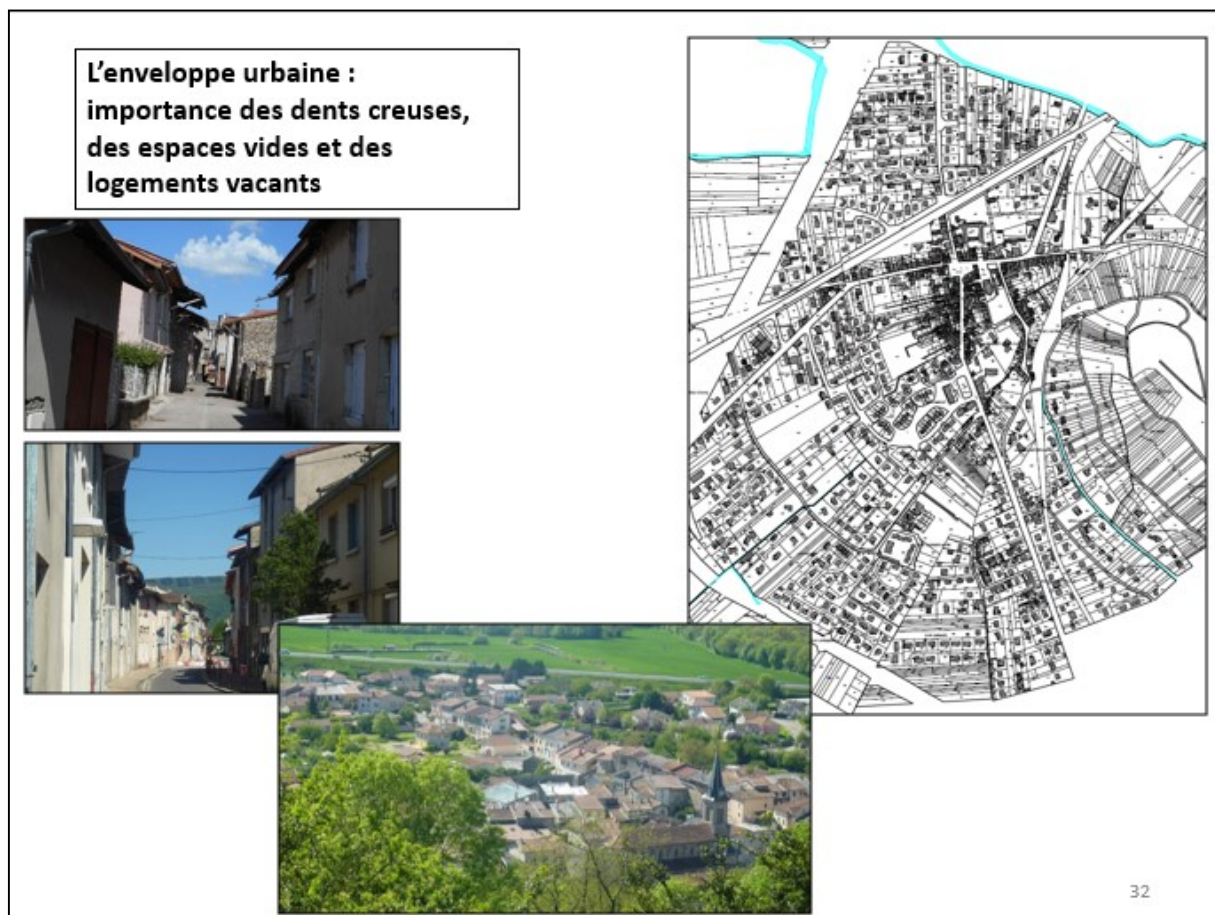 L'enveloppe urbaine :
importance des dents creuses,
des espaces vides et des
logements vacants
32